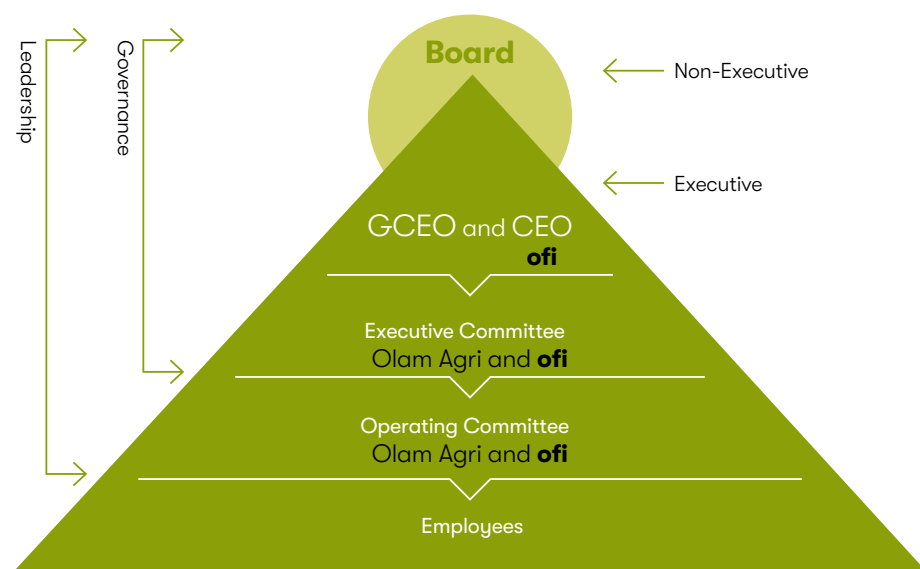 Leadership
Governance
Board
Non-Executive
Executive
GCEO and CEO
ofi
Executive Committee
Olam Agri and ofi
Operating Committee
Olam Agri and ofi
Employees